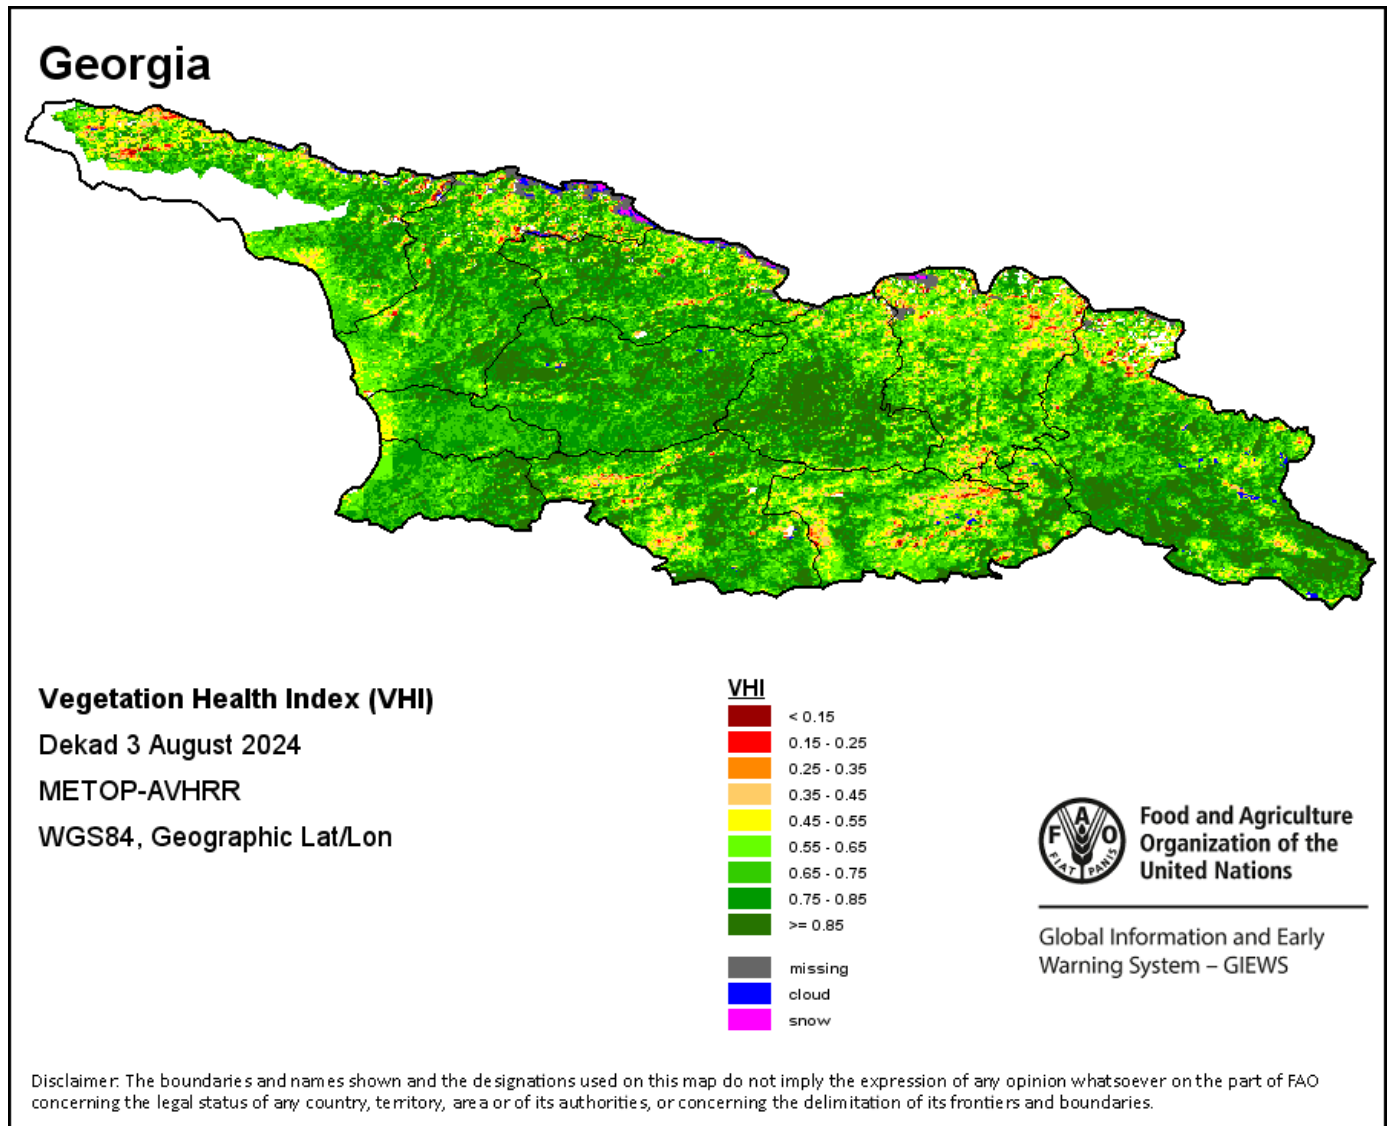 Georgia
Vegetation Health Index (VHI)
Dekad 3 August 2024
METOP-AVHRR
WGS84, Geographic Lat/Lon
VHI
< 0.15
0.15 - 0.25
0.25 - 0.35
0.35 - 0.45
0.45 - 0.55
0.55 - 0.65
0.65 - 0.75
0.75 - 0.85
>= 0.85
missing
cloud
snow
F A O
FIAT PANIS
Food and Agriculture
Organization of the
United Nations
Global Information and Early
Warning System – GIEWS
Disclaimer: The boundaries and names shown and the designations used on this map do not imply the expression of any opinion whatsoever on the part of FAO
concerning the legal status of any country, territory, area or of its authorities, or concerning the delimitation of its frontiers and boundaries.